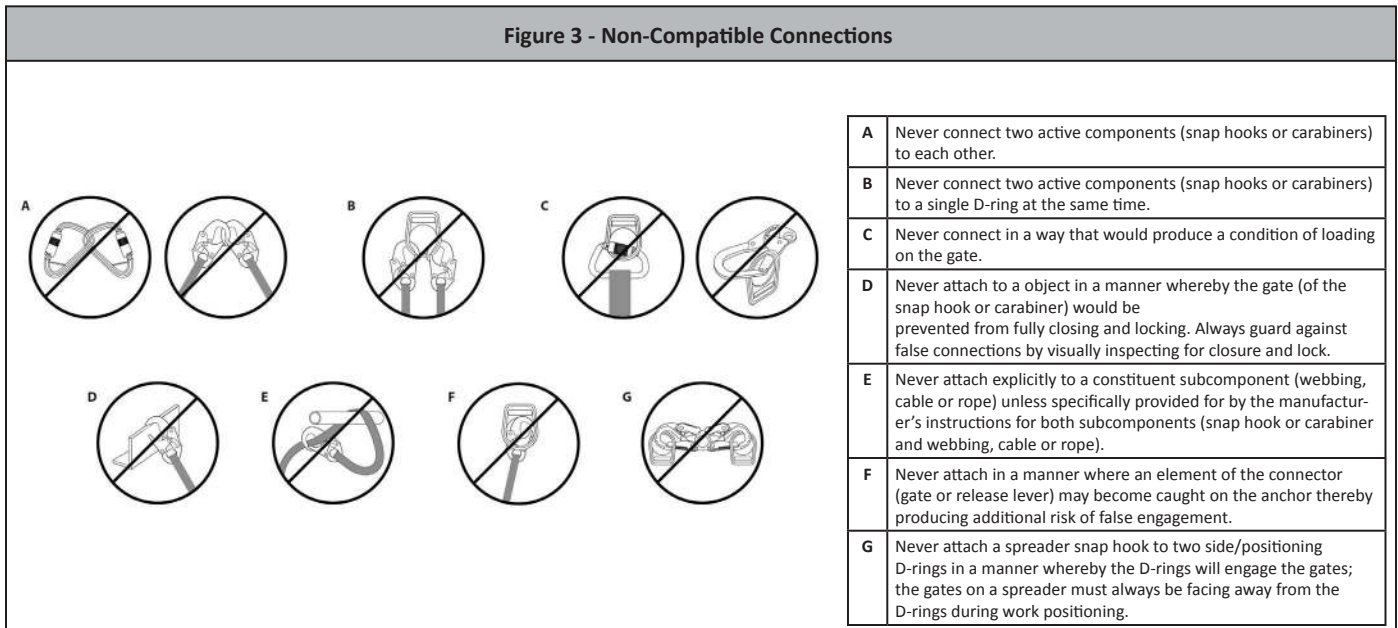 Figure 3 - Non-Compatible Connections
A
B
C
D
E
F
G
A Never connect two active components (snap hooks or carabiners)
to each other.
B Never connect two active components (snap hooks or carabiners)
to a single D-ring at the same time.
C Never connect in a way that would produce a condition of loading
on the gate.
D Never attach to a object in a manner whereby the gate (of the
snap hook or carabiner) would be
prevented from fully closing and locking. Always guard against
false connections by visually inspecting for closure and lock.
E Never attach explicitly to a constituent subcomponent (webbing,
cable or rope) unless specifically provided for by the manufactur-
er's instructions for both subcomponents (snap hook or carabiner
and webbing, cable or rope).
F Never attach in a manner where an element of the connector
(gate or release lever) may become caught on the anchor thereby
producing additional risk of false engagement.
G Never attach a spreader snap hook to two side/positioning
D-rings in a manner whereby the D-rings will engage the gates;
the gates on a spreader must always be facing away from the
D-rings during work positioning.